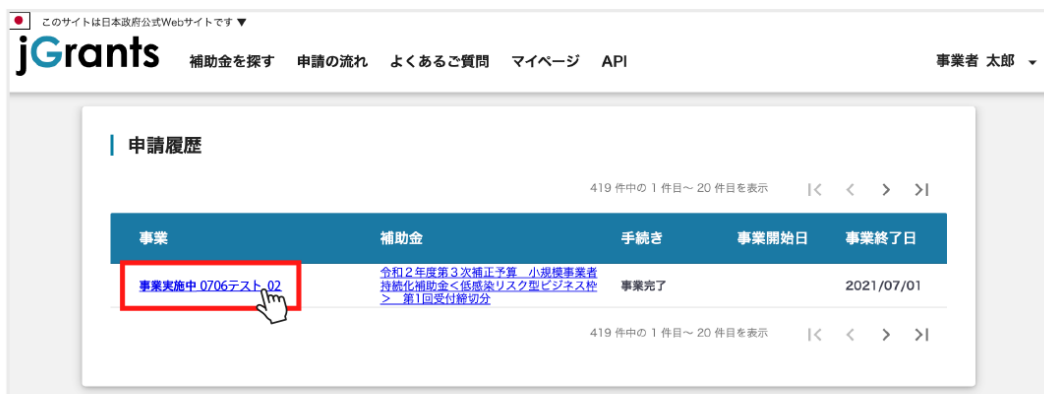 このサイトは日本政府公式Webサイトです ▼
jGrants 補助金を探す 申請の流れ よくあるご質問 マイページ API 事業者 太郎
申請履歴
419 件中の 1 件目～ 20 件目を表示
事業 補助金 手続き 事業開始日 事業終了日
令和２年度第３次補正予算　小規模事業者
事業実施中 0706テスト_02 持続化補助金＜低感染リスク型ビジネス枠 事業完了 2021/07/01
＞　第1回受付締切分
419 件中の 1 件目～ 20 件目を表示